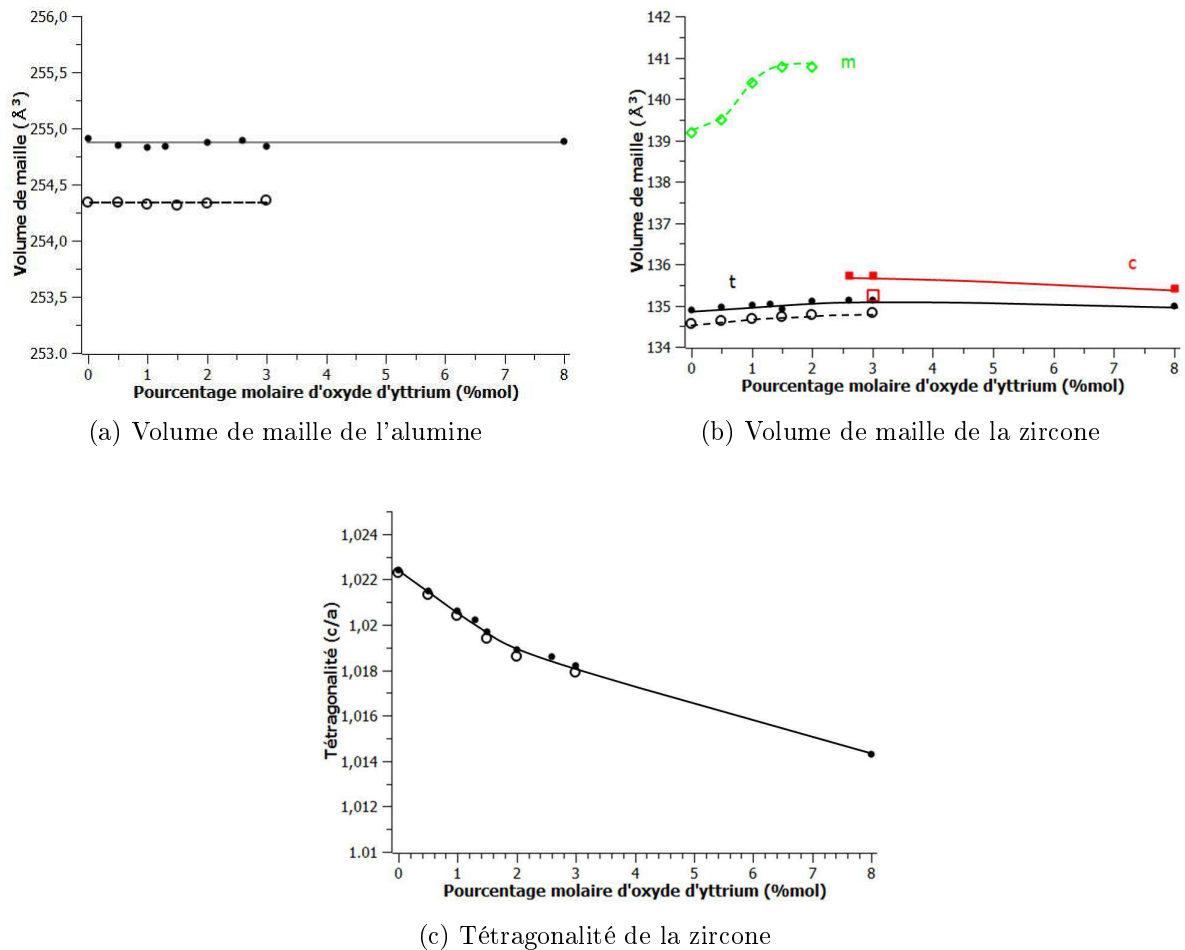 256,0
255,5
255,0
254,5
254,0
253,5
253.0
Volume de maille (Å³)
0 1 2 3 4 5 6 7 8
Pourcentage molaire d'oxyde d'yttrium (%mol)
(a) Volume de maille de l'alumine
142
141
140
139
138
137
136
135
134
Volume de maille (Å³)
m
c
t
0 1 2 3 4 5 6 7 8
Pourcentage molaire d'oxyde d'yttrium (%mol)
(b) Volume de maille de la zircone
1,024
1,022
1,02
1,018
1,016
1,014
1,012
1.01
Tétragonalité (c/a)
0 1 2 3 4 5 6 7 8
Pourcentage molaire d'oxyde d'yttrium (%mol)
(c) Tétragonalité de la zircone